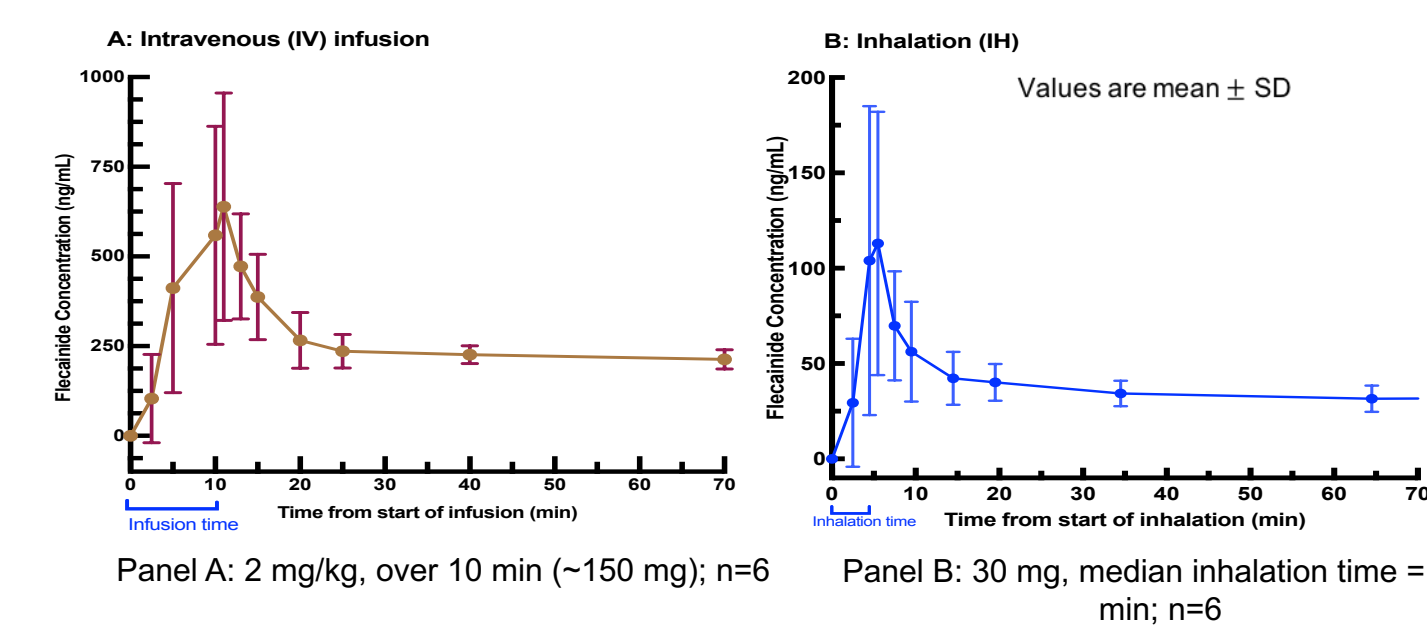 A: Intravenous (IV) infusion
Flecainide Concentration (ng/mL)
1000
750
500
250
0
0 10 20 30 40 50 60 70
Infusion time
Time from start of infusion (min)
Panel A: 2 mg/kg, over 10 min (~150 mg); n=6
B: Inhalation (IH)
Values are mean ± SD
Flecainide Concentration (ng/mL)
200
150
100
50
0
0 10 20 30 40 50 60 70
Inhalation time
Time from start of inhalation (min)
Panel B: 30 mg, median inhalation time =
min; n=6